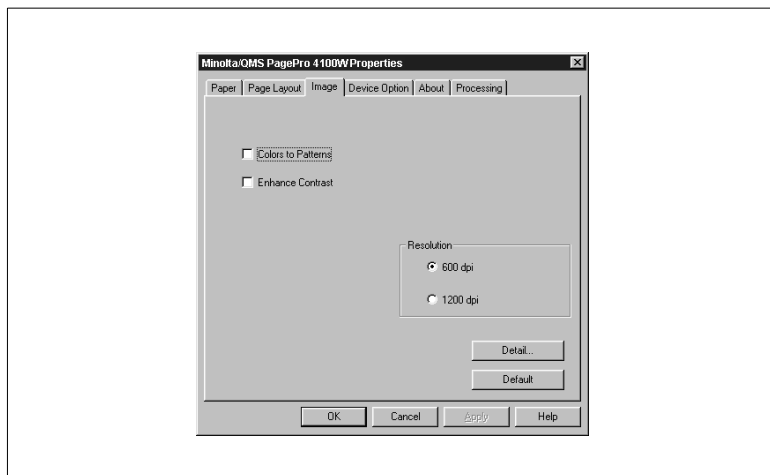 Minolta/QMS PagePro 4100W Properties
Paper Page Layout Image Device Option About Processing
Colors to Patterns
Enhance Contrast
Resolution
600 dpi
1200 dpi
Detail...
Default
OK Cancel Apply Help